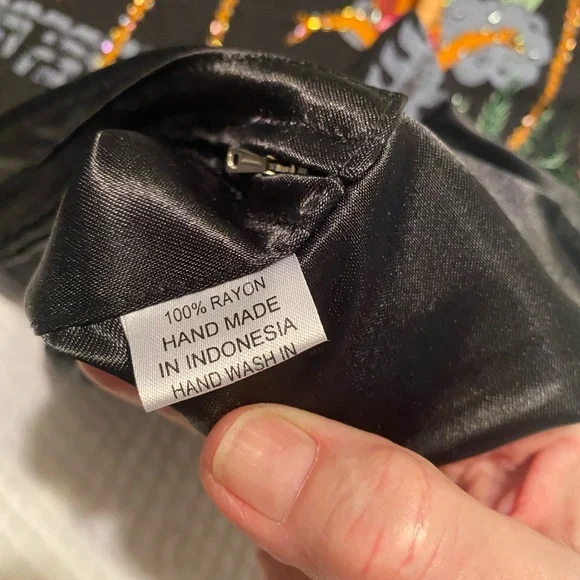 100% RAYON
HAND MADE
IN INDONESIA
HAND WASH IN